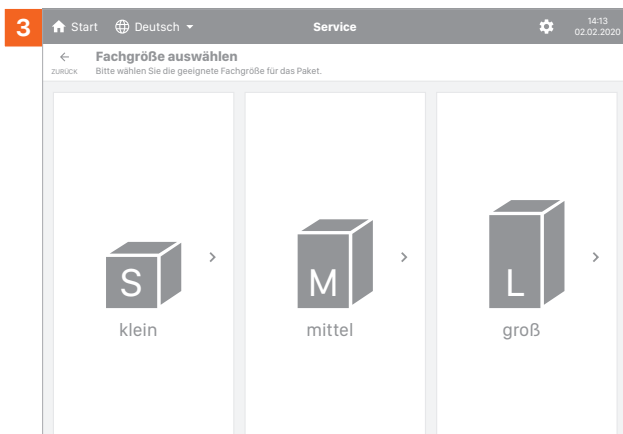 3
Start Deutsch Service 14:13
02.02.2020
Fachgröße auswählen
ZURÜCK Bitte wählen Sie die geeignete Fachgröße für das Paket.
S M L
klein mittel groß